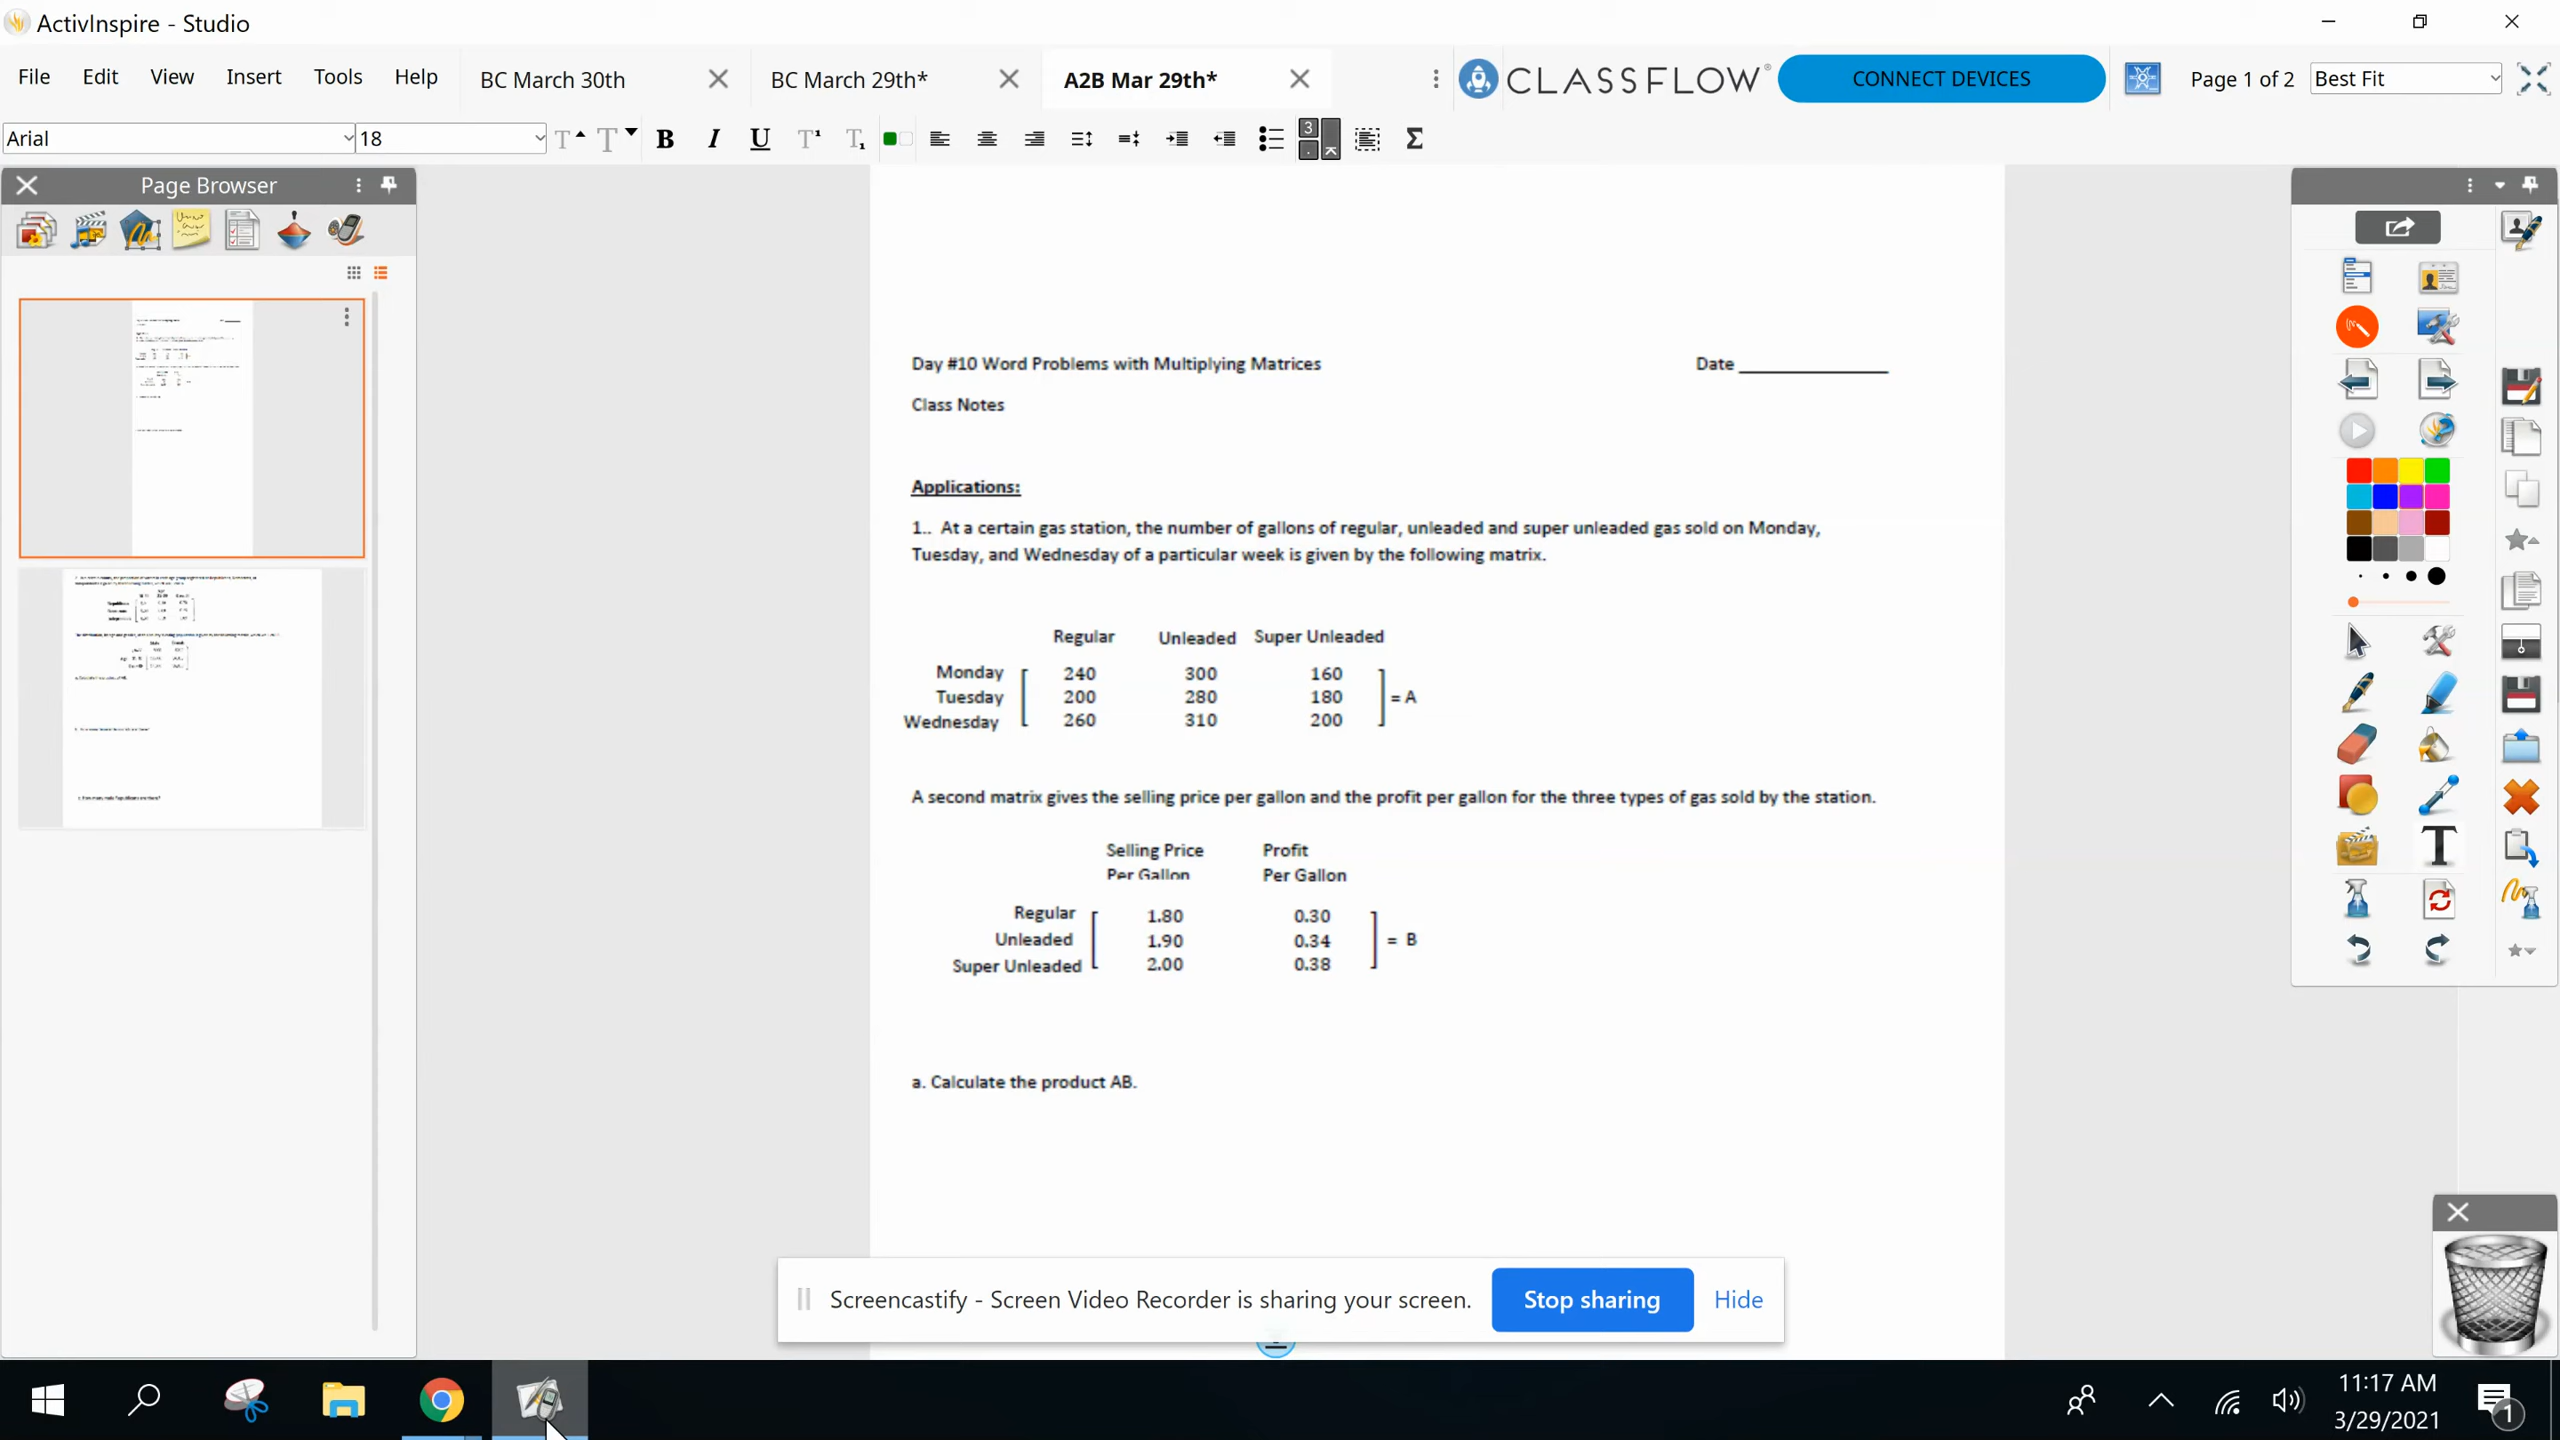 ActivInspire - Studio
File Edit View Insert Tools Help
BC March 30th
BC March 29th*
A2B Mar 29th*
CLASSFLOW®
CONNECT DEVICES
Page 1 of 2
Best Fit
Arial
18
Page Browser
Day #10 Word Problems with Multiplying Matrices
Date
Class Notes
Applications:
1.. At a certain gas station, the number of gallons of regular, unleaded and super unleaded gas sold on Monday,
Tuesday, and Wednesday of a particular week is given by the following matrix.
Regular Unleaded Super Unleaded
Monday 240 300 160
Tuesday 200 280 180 = A
Wednesday 260 310 200
A second matrix gives the selling price per gallon and the profit per gallon for the three types of gas sold by the station.
Selling Price Profit
Per Gallon Per Gallon
Regular 1.80 0.30
Unleaded 1.90 0.34 = B
Super Unleaded 2.00 0.38
a. Calculate the product AB.
Screencastify - Screen Video Recorder is sharing your screen.
Stop sharing
Hide
11:17 AM
3/29/2021
1